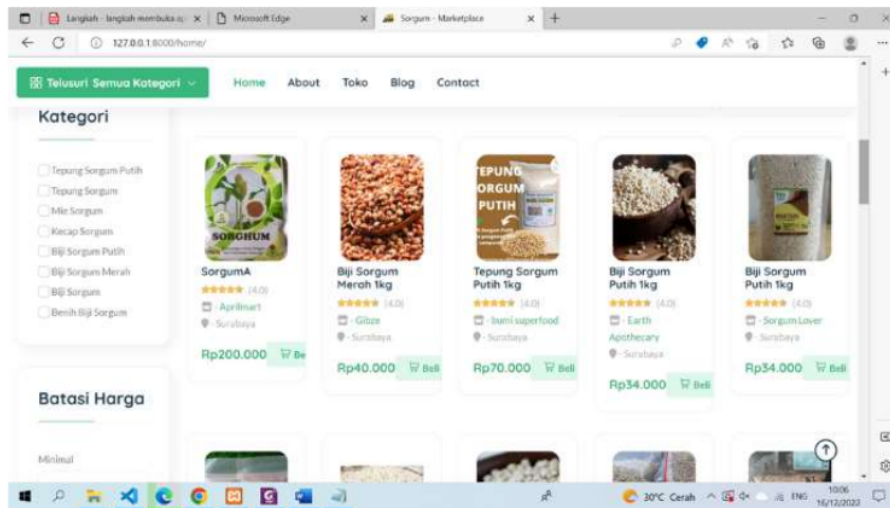 Langkah - langkah membuka ap
Microsoft Edge
Sorgum - Marketplace
127.0.0.1:8000/home/
Telusuri Semua Kategori
Home
About
Toko
Blog
Contact
Kategori
Tepung Sorgum Putih
Tepung Sorgum
Mie Sorgum
Kecap Sorgum
Biji Sorgum Putih
Biji Sorgum Merah
Biji Sorgum
Benih Biji Sorgum
Batasi Harga
Minimal
SORGHUM
SorgumA
(4.0)
- Aprilmart
- Surabaya
Rp200.000
Be
Biji Sorgum
Merah 1kg
(4.0)
- Gibze
- Surabaya
Rp40.000
Beli
TEPUNG
ORGUM
PUTIH
Tepung Sorgum
Putih 1kg
(4.0)
- bumi superfood
- Surabaya
Rp70.000
Beli
Biji Sorgum
Putih 1kg
(4.0)
- Earth
Apothecary
- Surabaya
Rp34.000
Beli
Biji Sorgum
Putih 1kg
(4.0)
- Sorgum Lover
- Surabaya
Rp34.000
Beli
30°C Cerah
ENG
10:06
16/12/2022